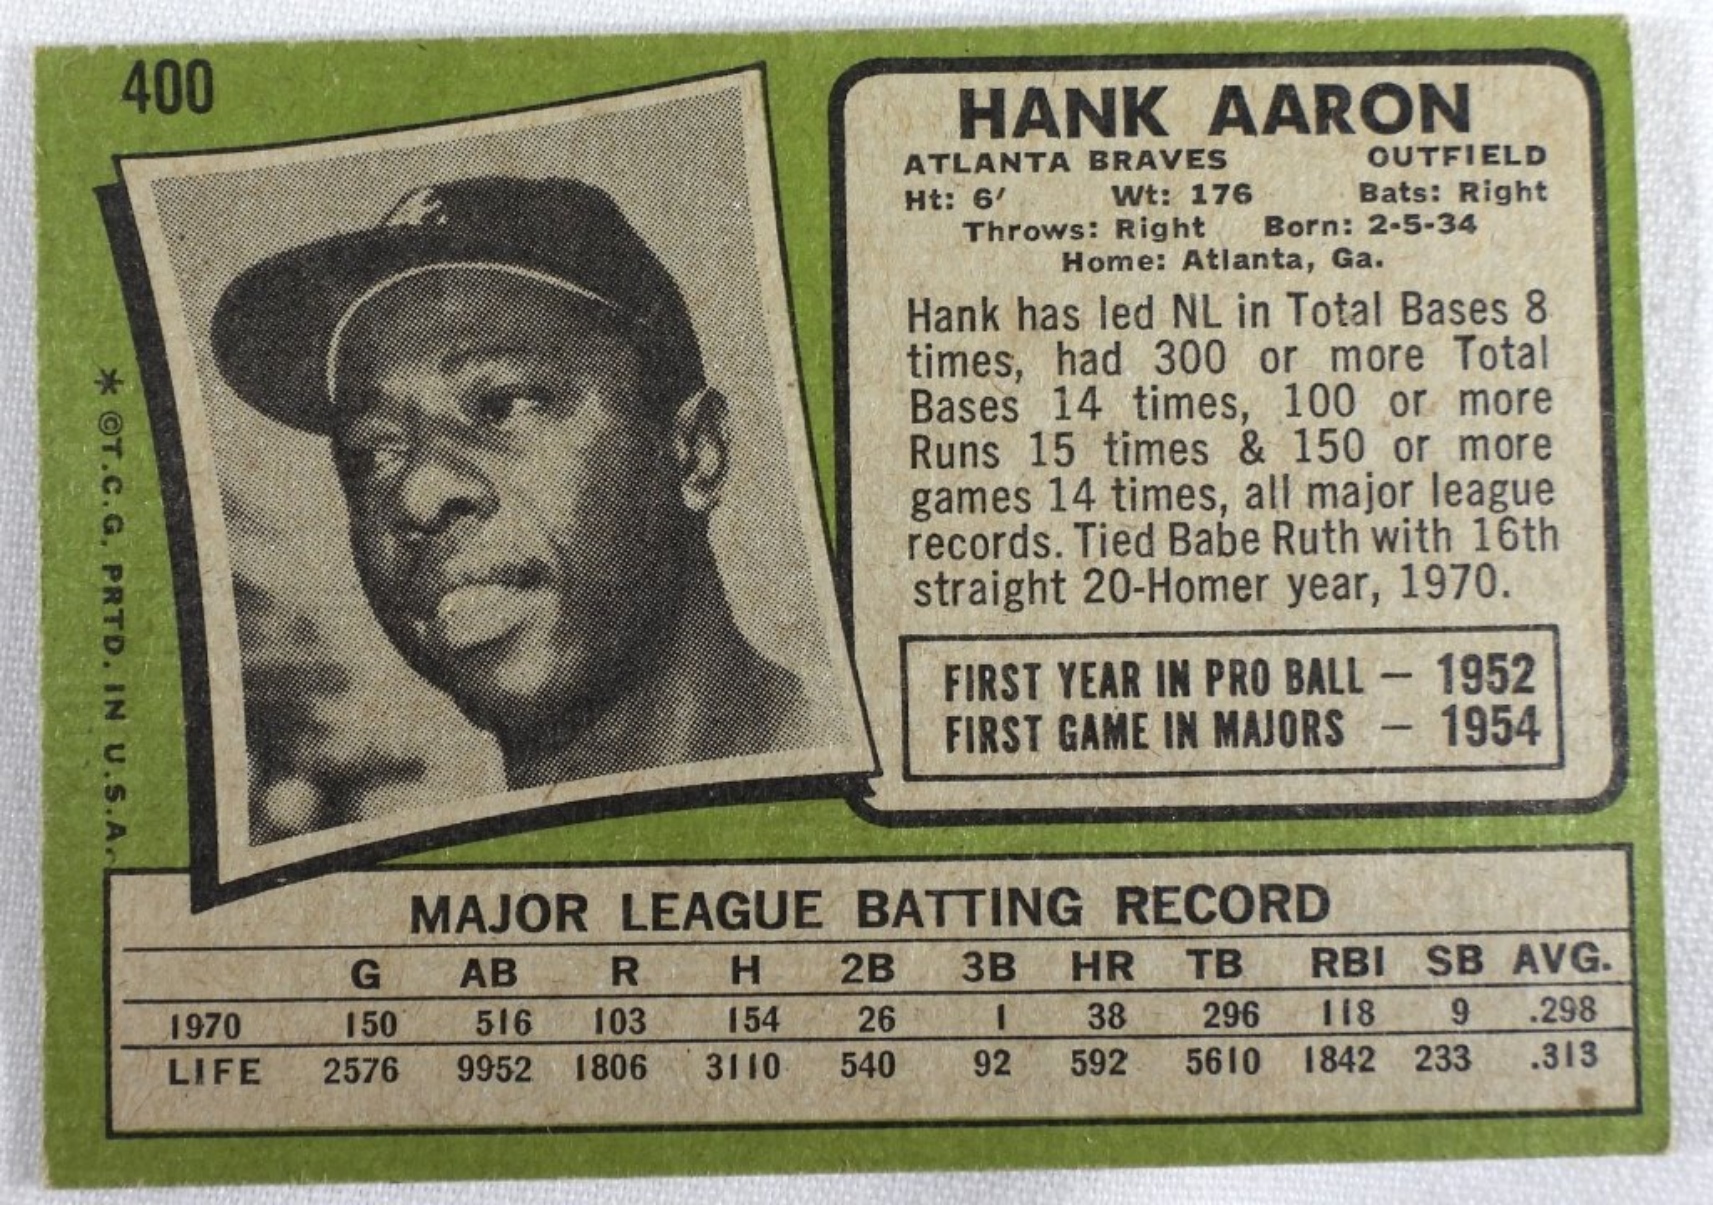 400
HANK AARON
ATLANTA BRAVES OUTFIELD
Ht: 6' Wt: 176 Bats: Right
Throws: Right Born: 2-5-34
Home: Atlanta, Ga.
Hank has led NL in Total Bases 8
times, had 300 or more Total
Bases 14 times, 100 or more
Runs 15 times & 150 or more
games 14 times, all major league
records. Tied Babe Ruth with 16th
straight 20-Homer year, 1970.
FIRST YEAR IN PRO BALL — 1952
FIRST GAME IN MAJORS — 1954
* ©T.C.G. PRTD. IN U.S.A.
MAJOR LEAGUE BATTING RECORD
G AB R H 2B 3B HR TB RBI SB AVG.
1970 150 516 103 154 26 1 38 296 118 9 .298
LIFE 2576 9952 1806 3110 540 92 592 5610 1842 233 .313